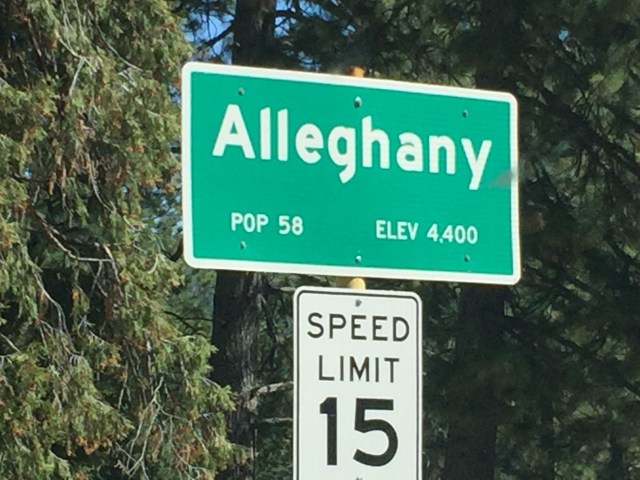 Alleghany
POP 58 ELEV 4,400
SPEED
LIMIT
15